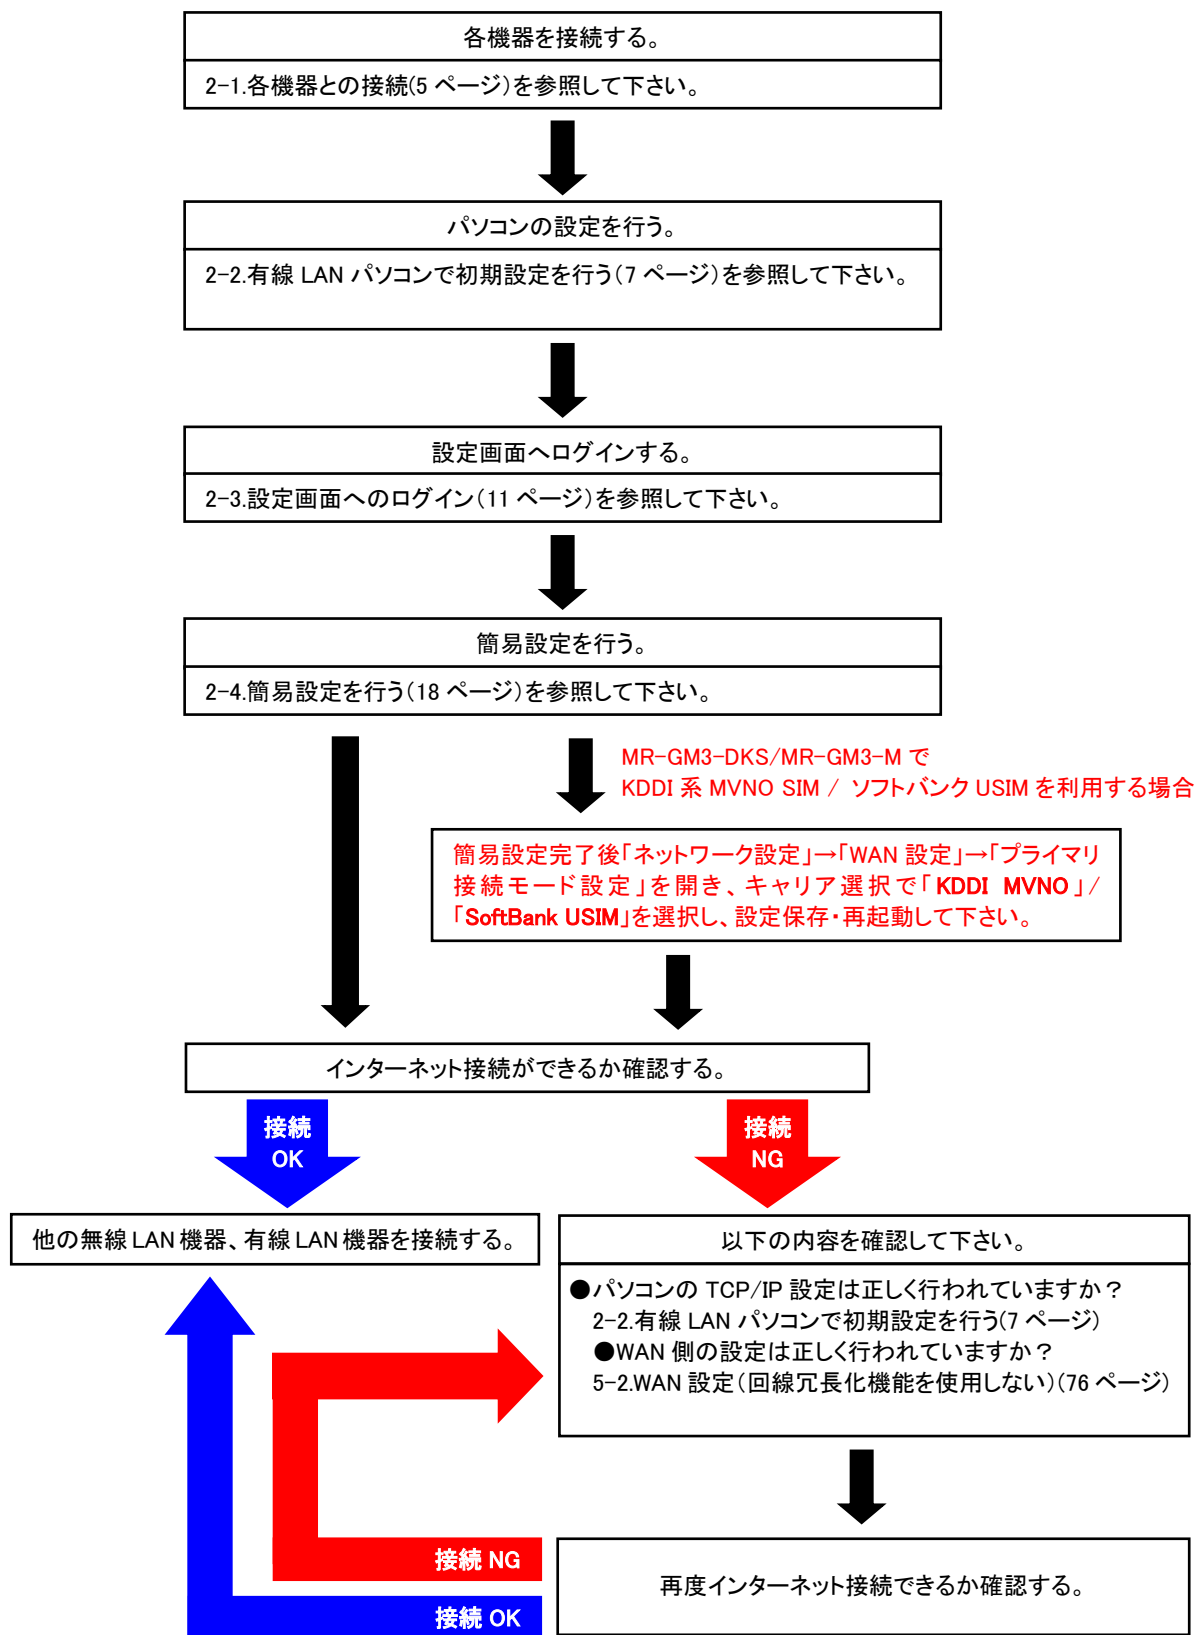 各機器を接続する。
2-1.各機器との接続(5 ページ)を参照して下さい。
パソコンの設定を行う。
2-2.有線 LAN パソコンで初期設定を行う(7 ページ)を参照して下さい。
設定画面へログインする。
2-3.設定画面へのログイン(11 ページ)を参照して下さい。
簡易設定を行う。
2-4.簡易設定を行う(18 ページ)を参照して下さい。
MR-GM3-DKS/MR-GM3-M で
KDDI 系 MVNO SIM / ソフトバンク USIM を利用する場合
簡易設定完了後「ネットワーク設定」→「WAN 設定」→「プライマリ
接続モード設定」を開き、キャリア選択で「KDDI MVNO」/
「SoftBank USIM」を選択し、設定保存・再起動して下さい。
インターネット接続ができるか確認する。
接続
OK
接続
NG
他の無線 LAN 機器、有線 LAN 機器を接続する。
以下の内容を確認して下さい。
●パソコンの TCP/IP 設定は正しく行われていますか?
2-2.有線 LAN パソコンで初期設定を行う(7 ページ)
●WAN 側の設定は正しく行われていますか?
5-2.WAN 設定(回線冗長化機能を使用しない)(76 ページ)
接続 NG
接続 OK
再度インターネット接続できるか確認する。